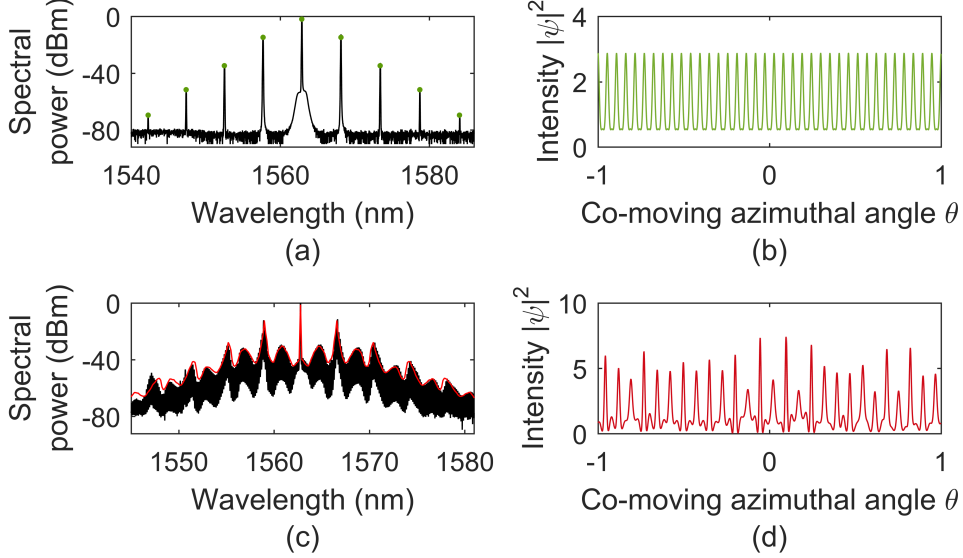 Spectral
power (dBm)
0
-40
-80
1540
1560
1580
Wavelength (nm)
(a)
Intensity |ψ|²
4
2
0
-1
0
1
Co-moving azimuthal angle θ
(b)
Spectral
power (dBm)
0
-40
-80
1550
1560
1570
1580
Wavelength (nm)
(c)
Intensity |ψ|²
10
5
0
-1
0
1
Co-moving azimuthal angle θ
(d)